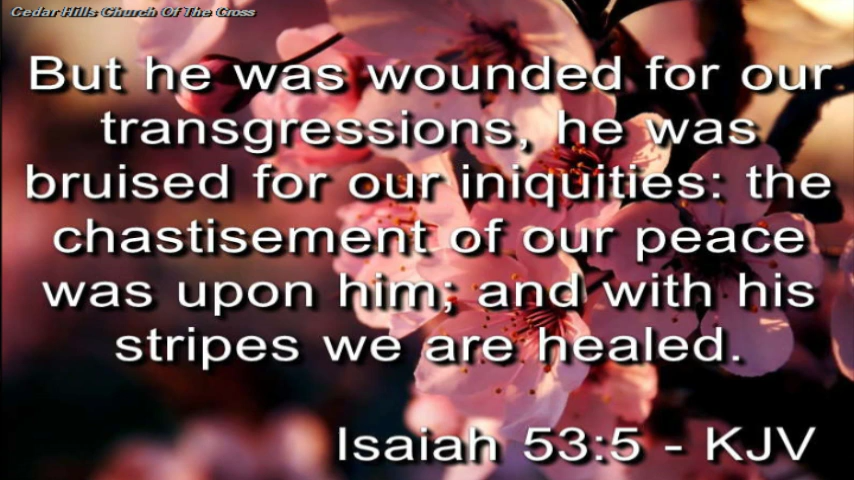 Cedar Hills Church Of The Cross
But he was wounded for our
transgressions, he was
bruised for our iniquities: the
chastisement of our peace
was upon him; and with his
stripes we are healed.
Isaiah 53:5 - KJV